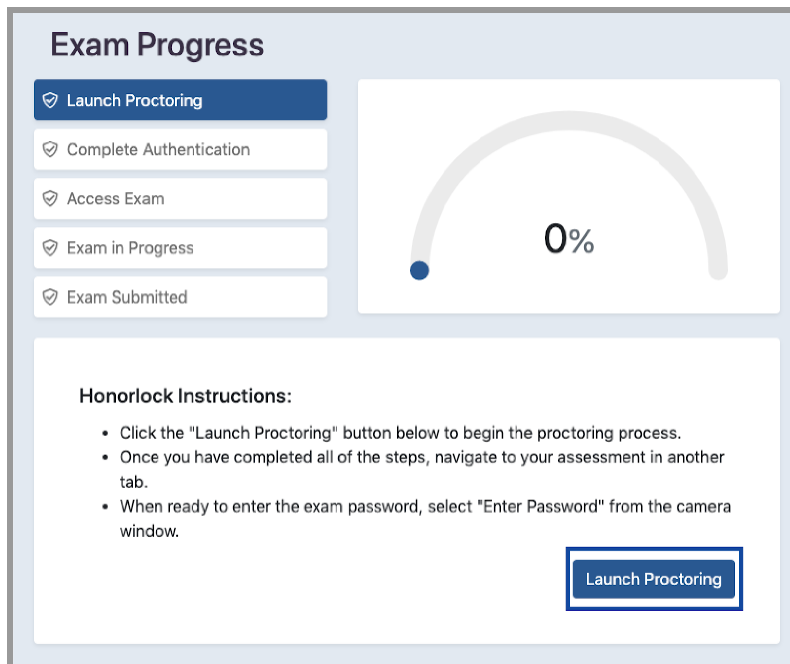 Exam Progress
Launch Proctoring
Complete Authentication
Access Exam
Exam in Progress
Exam Submitted
0%
Honorlock Instructions:
• Click the "Launch Proctoring" button below to begin the proctoring process.
• Once you have completed all of the steps, navigate to your assessment in another
tab.
• When ready to enter the exam password, select "Enter Password" from the camera
window.
Launch Proctoring